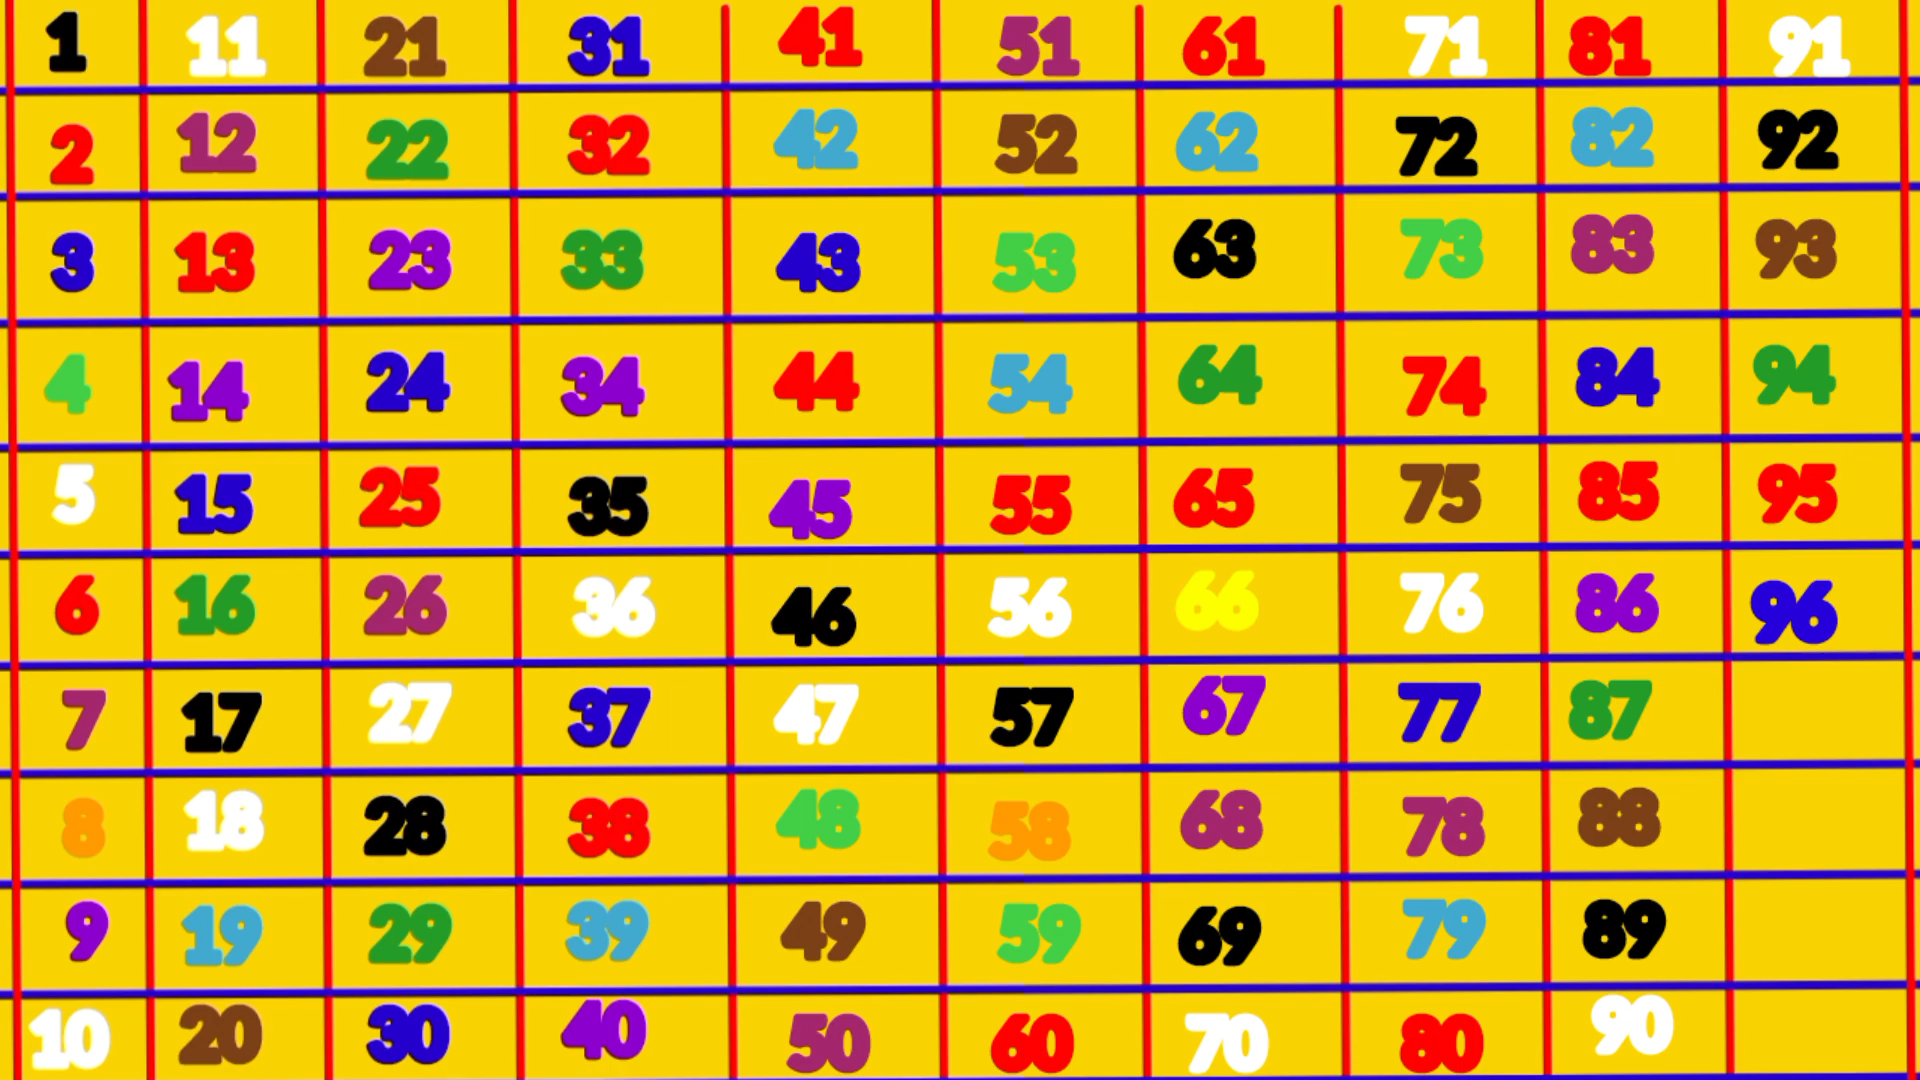 1 11 21 31 41 51 61 71 81 91
2 12 22 32 42 52 62 72 82 92
3 13 23 33 43 53 63 73 83 93
4 14 24 34 44 54 64 74 84 94
5 15 25 35 45 55 65 75 85 95
6 16 26 36 46 56 66 76 86 96
7 17 27 37 47 57 67 77 87
8 18 28 38 48 58 68 78 88
9 19 29 39 49 59 69 79 89
10 20 30 40 50 60 70 80 90